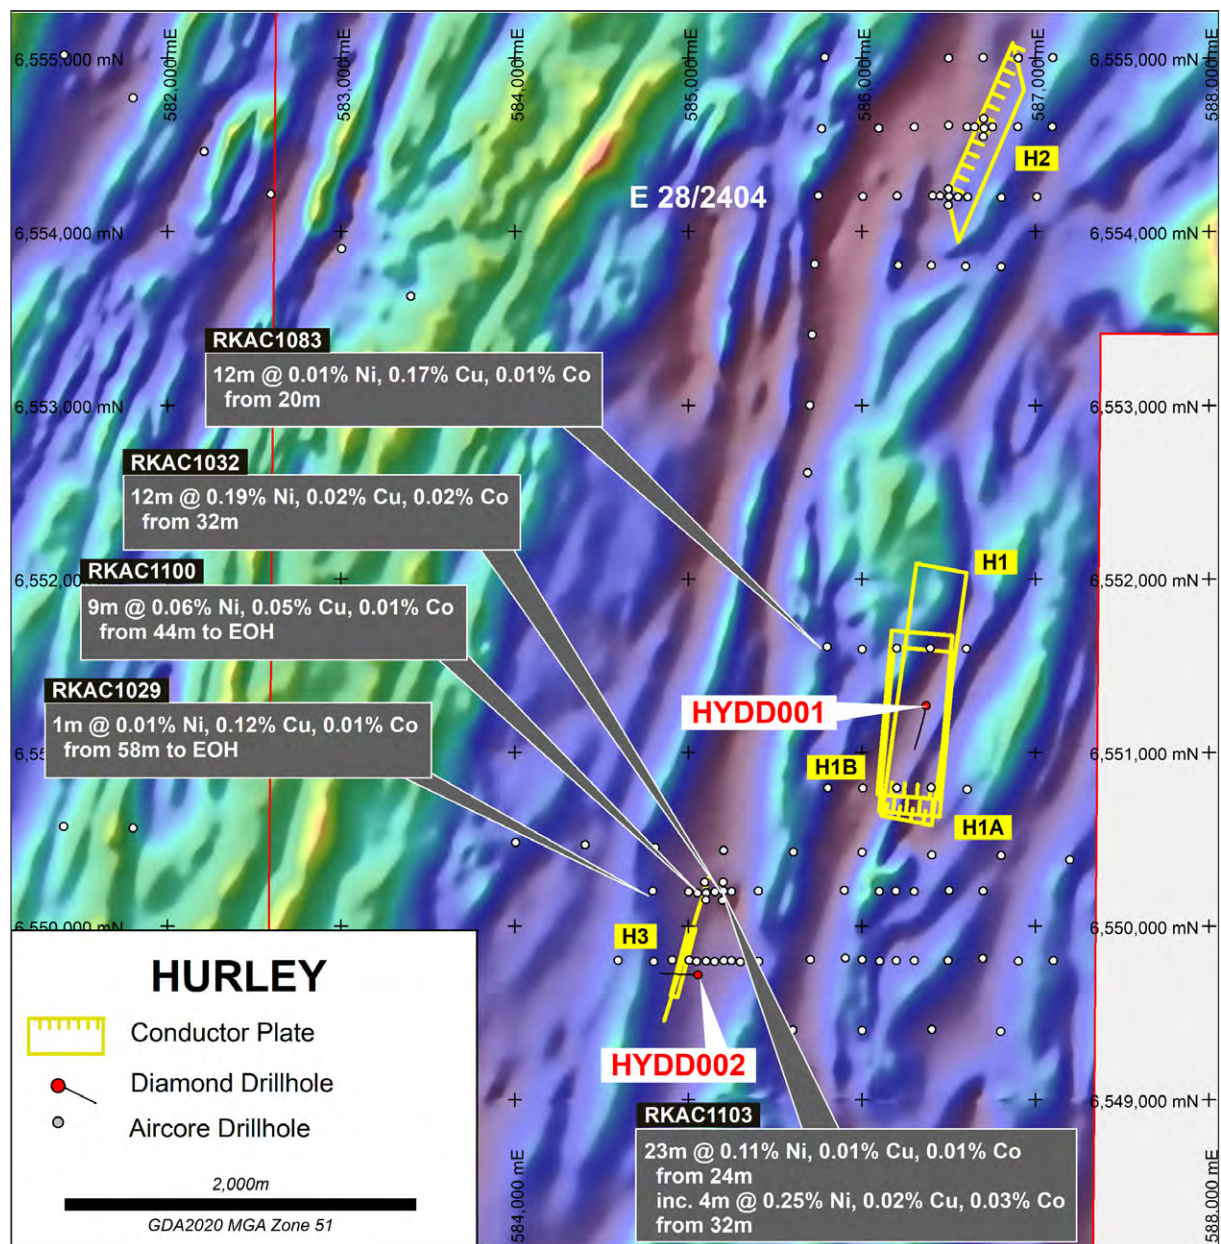 582,000 mE
583,000 mE
584,000 mE
585,000 mE
586,000 mE
587,000 mE
6,555,000 mN
6,555,000 mN
H2
E 28/2404
6,554,000 mN
6,554,000 mN
RKAC1083
12m @ 0.01% Ni, 0.17% Cu, 0.01% Co
from 20m
6,553,000 mN
6,553,000 mN
RKAC1032
12m @ 0.19% Ni, 0.02% Cu, 0.02% Co
from 32m
H1
RKAC1100
6,552,000 mN
9m @ 0.06% Ni, 0.05% Cu, 0.01% Co
from 44m to EOH
RKAC1029
HYDD001
1m @ 0.01% Ni, 0.12% Cu, 0.01% Co
from 58m to EOH
6,551,000 mN
H1B
H1A
6,550,000 mN
6,550,000 mN
H3
HURLEY
Conductor Plate
Diamond Drillhole
Aircore Drillhole
2,000m
GDA2020 MGA Zone 51
HYDD002
6,549,000 mN
RKAC1103
23m @ 0.11% Ni, 0.01% Cu, 0.01% Co
from 24m
inc. 4m @ 0.25% Ni, 0.02% Cu, 0.03% Co
from 32m
584,000 mE
588,000 mE